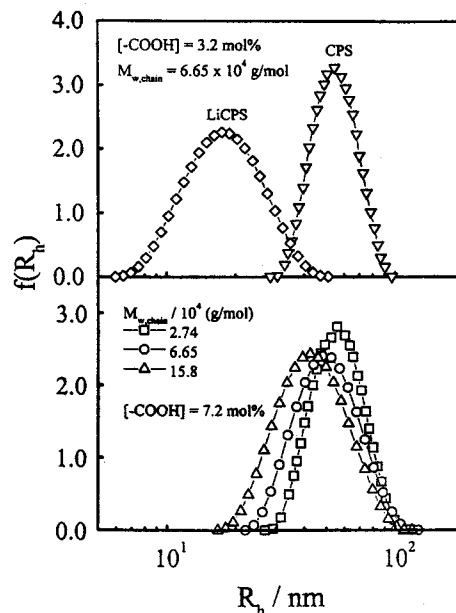 [-COOH] = 3.2 mol%
CPS
M_w,chain = 6.65 x 10^4 g/mol
LiCPS
4.0
3.0
2.0
1.0
0.0
f(R_h)
M_w,chain / 10^4 (g/mol)
2.74
6.65
15.8
[-COOH] = 7.2 mol%
3.0
2.0
1.0
0.0
10^1
10^2
R_h / nm